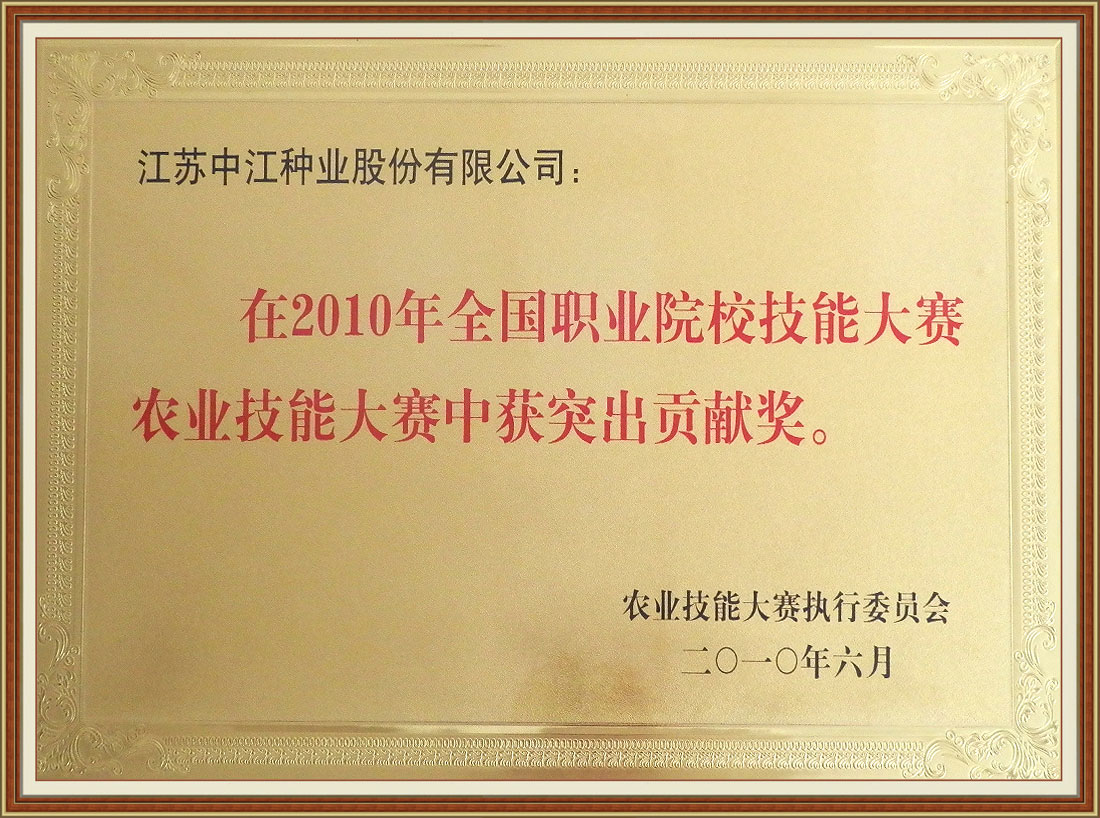 江苏中江种业股份有限公司：
在2010年全国职业院校技能大赛
农业技能大赛中获突出贡献奖。
农业技能大赛执行委员会
二〇一〇年六月